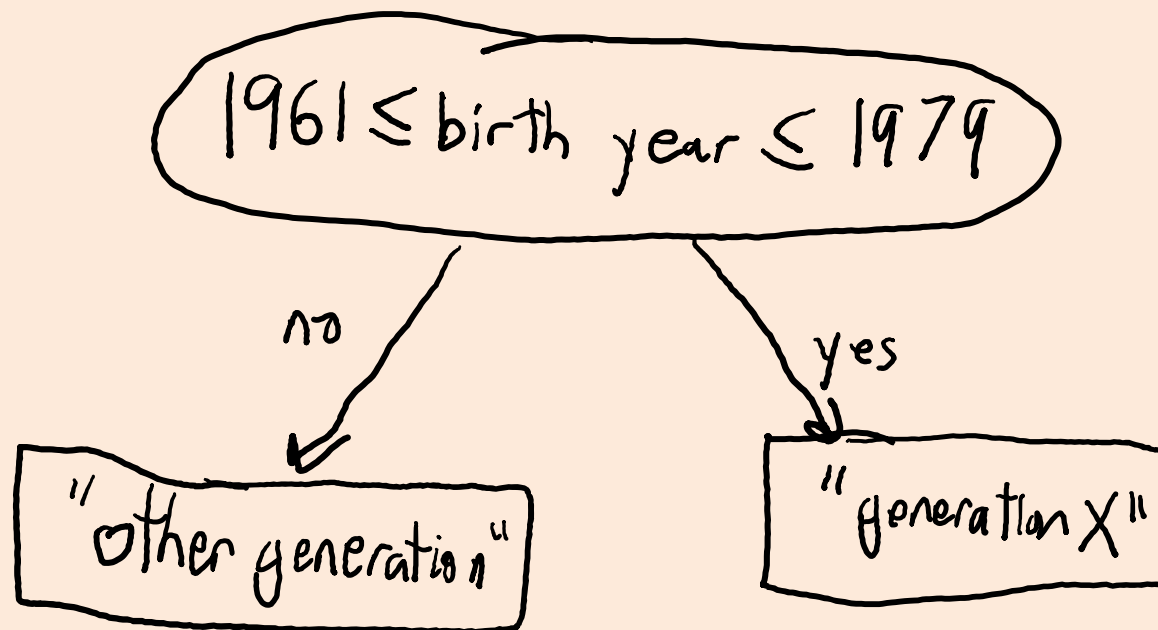 1961 ≤ birth year ≤ 1979
no
yes
"other generation"
"generation X"